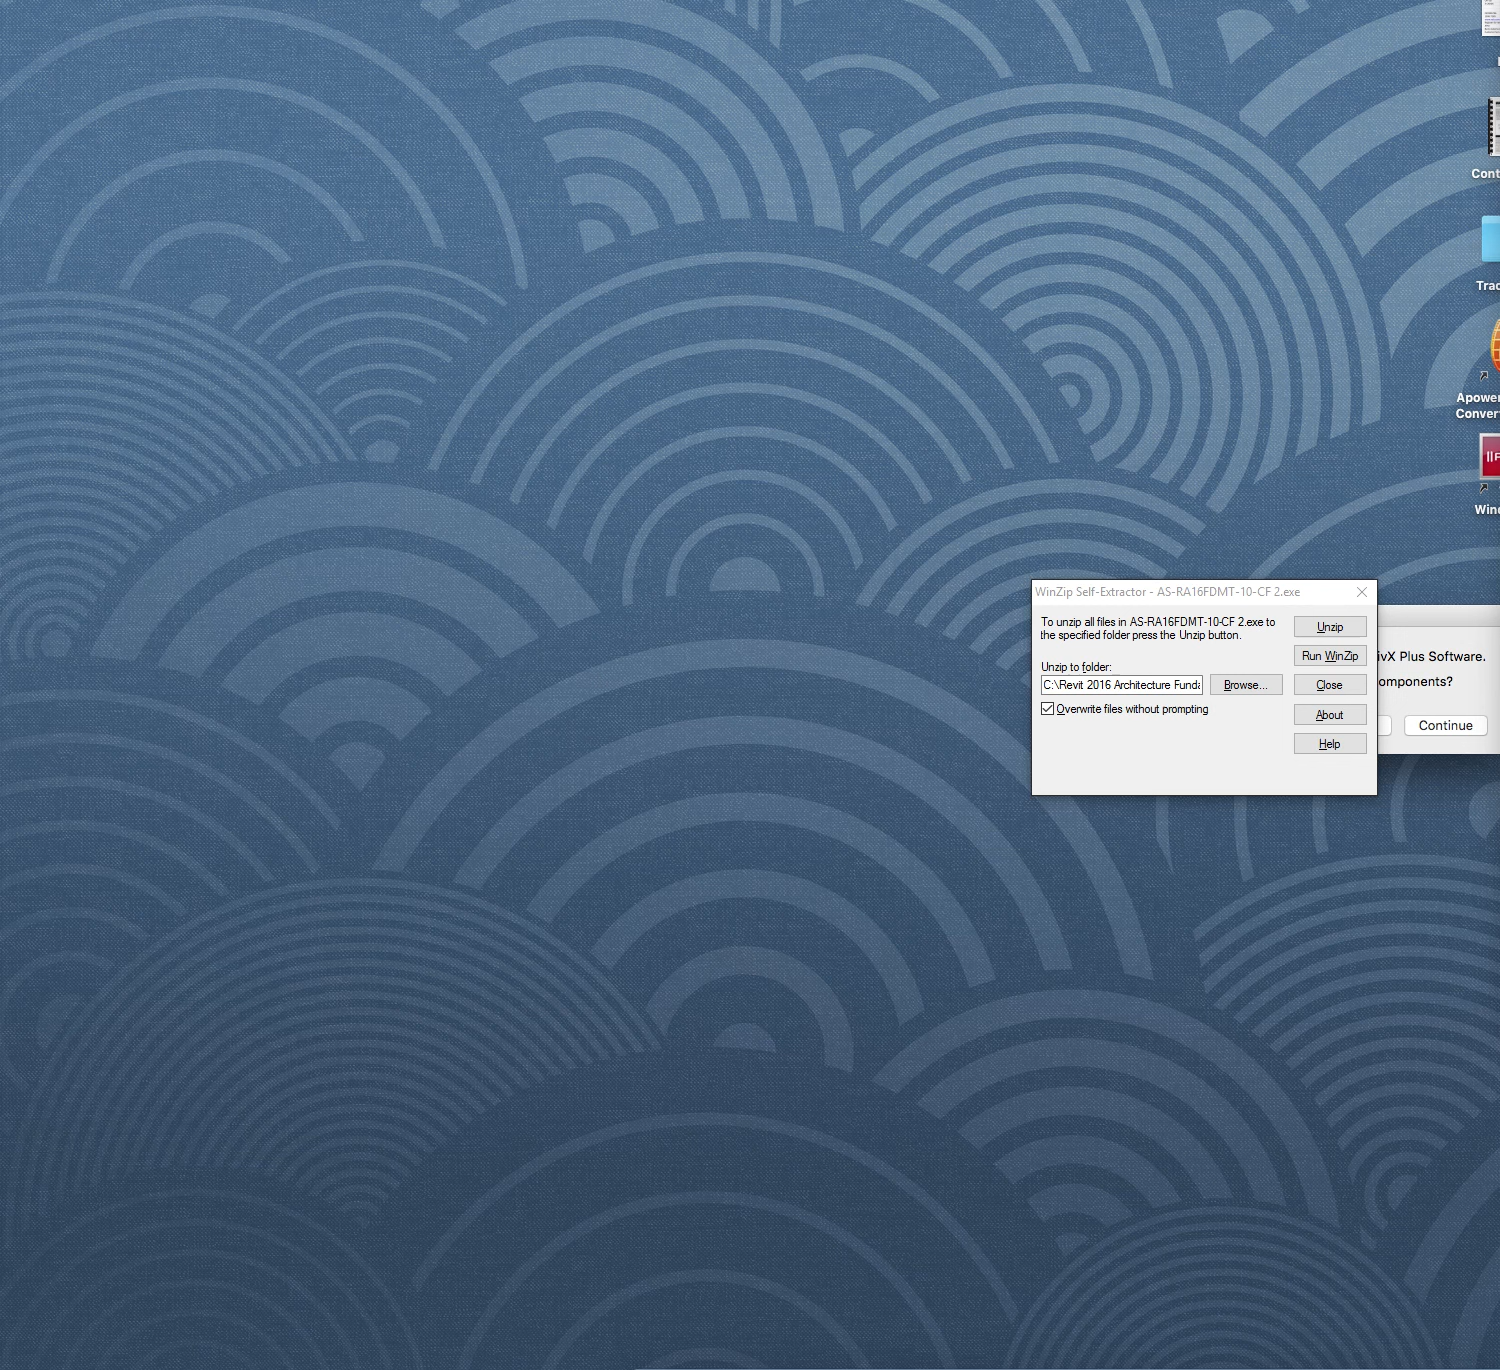 Cont
Trac
Apower
Conver
Wind
WinZip Self-Extractor - AS-RA16FDMT-10-CF 2.exe
To unzip all files in AS-RA16FDMT-10-CF 2.exe to
the specified folder press the Unzip button.
Unzip to folder:
C:\Revit 2016 Architecture Funda
Browse...
Overwrite files without prompting
Unzip
Run WinZip
Close
About
Help
ivX Plus Software.
omponents?
Continue